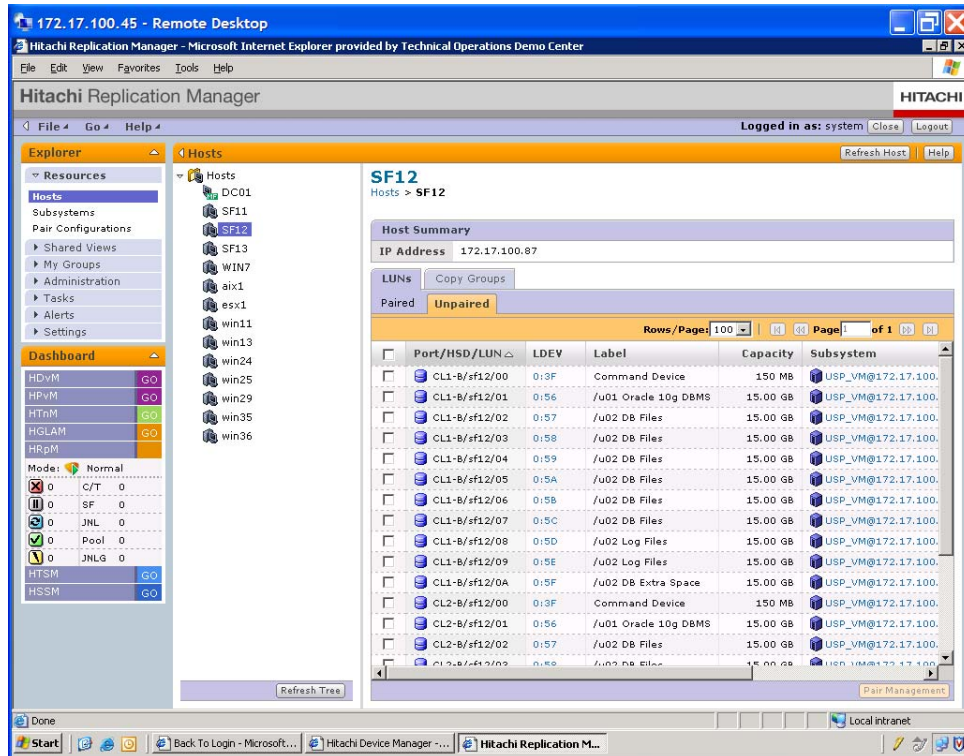 172.17.100.45 - Remote Desktop
Hitachi Replication Manager - Microsoft Internet Explorer provided by Technical Operations Demo Center
File Edit View Favorites Tools Help
Hitachi Replication Manager
HITACHI
File Go Help
Logged in as: system Close Logout
Explorer
Resources
Hosts
Subsystems
Pair Configurations
Shared Views
My Groups
Administration
Tasks
Alerts
Settings
Dashboard
HDvM GO
HPvM GO
HTnM GO
HGLAM GO
HRpM
Mode: Normal
0 C/T 0
0 SF 0
0 JNL 0
0 Pool 0
0 JNLG 0
HTSM GO
HSSM GO
Hosts
Refresh Host Help
Hosts
DC01
SF11
SF12
SF13
WIN7
aix1
esx1
win11
win13
win24
win25
win29
win35
win36
Refresh Tree
SF12
Hosts > SF12
Host Summary
IP Address 172.17.100.87
LUNs Copy Groups
Paired Unpaired
Rows/Page: 100 Page 1 of 1
Port/HSD/LUN LDEV Label Capacity Subsystem
CL1-B/sf12/00 0:3F Command Device 150 MB USP_VM@172.17.100.
CL1-B/sf12/01 0:56 /u01 Oracle 10g DBMS 15.00 GB USP_VM@172.17.100.
CL1-B/sf12/02 0:57 /u02 DB Files 15.00 GB USP_VM@172.17.100.
CL1-B/sf12/03 0:58 /u02 DB Files 15.00 GB USP_VM@172.17.100.
CL1-B/sf12/04 0:59 /u02 DB Files 15.00 GB USP_VM@172.17.100.
CL1-B/sf12/05 0:5A /u02 DB Files 15.00 GB USP_VM@172.17.100.
CL1-B/sf12/06 0:5B /u02 DB Files 15.00 GB USP_VM@172.17.100.
CL1-B/sf12/07 0:5C /u02 DB Files 15.00 GB USP_VM@172.17.100.
CL1-B/sf12/08 0:5D /u02 Log Files 15.00 GB USP_VM@172.17.100.
CL1-B/sf12/09 0:5E /u02 Log Files 15.00 GB USP_VM@172.17.100.
CL1-B/sf12/0A 0:5F /u02 DB Extra Space 15.00 GB USP_VM@172.17.100.
CL2-B/sf12/00 0:3F Command Device 150 MB USP_VM@172.17.100.
CL2-B/sf12/01 0:56 /u01 Oracle 10g DBMS 15.00 GB USP_VM@172.17.100.
CL2-B/sf12/02 0:57 /u02 DB Files 15.00 GB USP_VM@172.17.100.
CL2-B/sf12/03 0:58 /u02 DB Files 15.00 GB USP_VM@172.17.100.
Pair Management
Done
Local intranet
Start Back To Login - Microsoft... Hitachi Device Manager -... Hitachi Replication M...